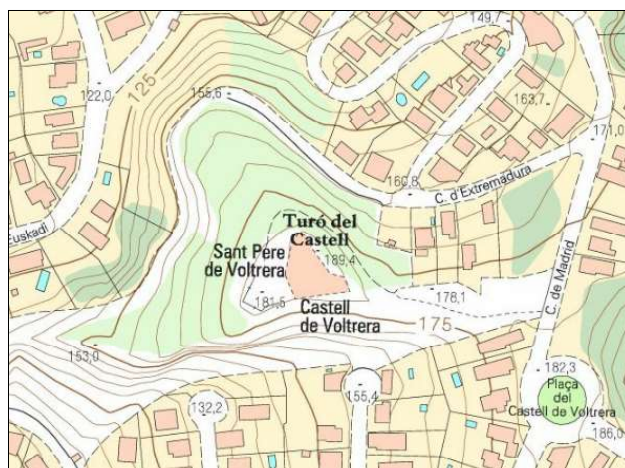 149,7
125
122,0
155,6
163,7
171,0
160,8
C. d'Extremadura
Euskadi
Turó del
Castell
189,4
Sant Pere
de Voltrera
181,5
178,1
Castell
de Voltrera
175
C. de Madrid
153,0
182,3
155,4
132,2
Plaça
del
Castell de Voltrera
186,0